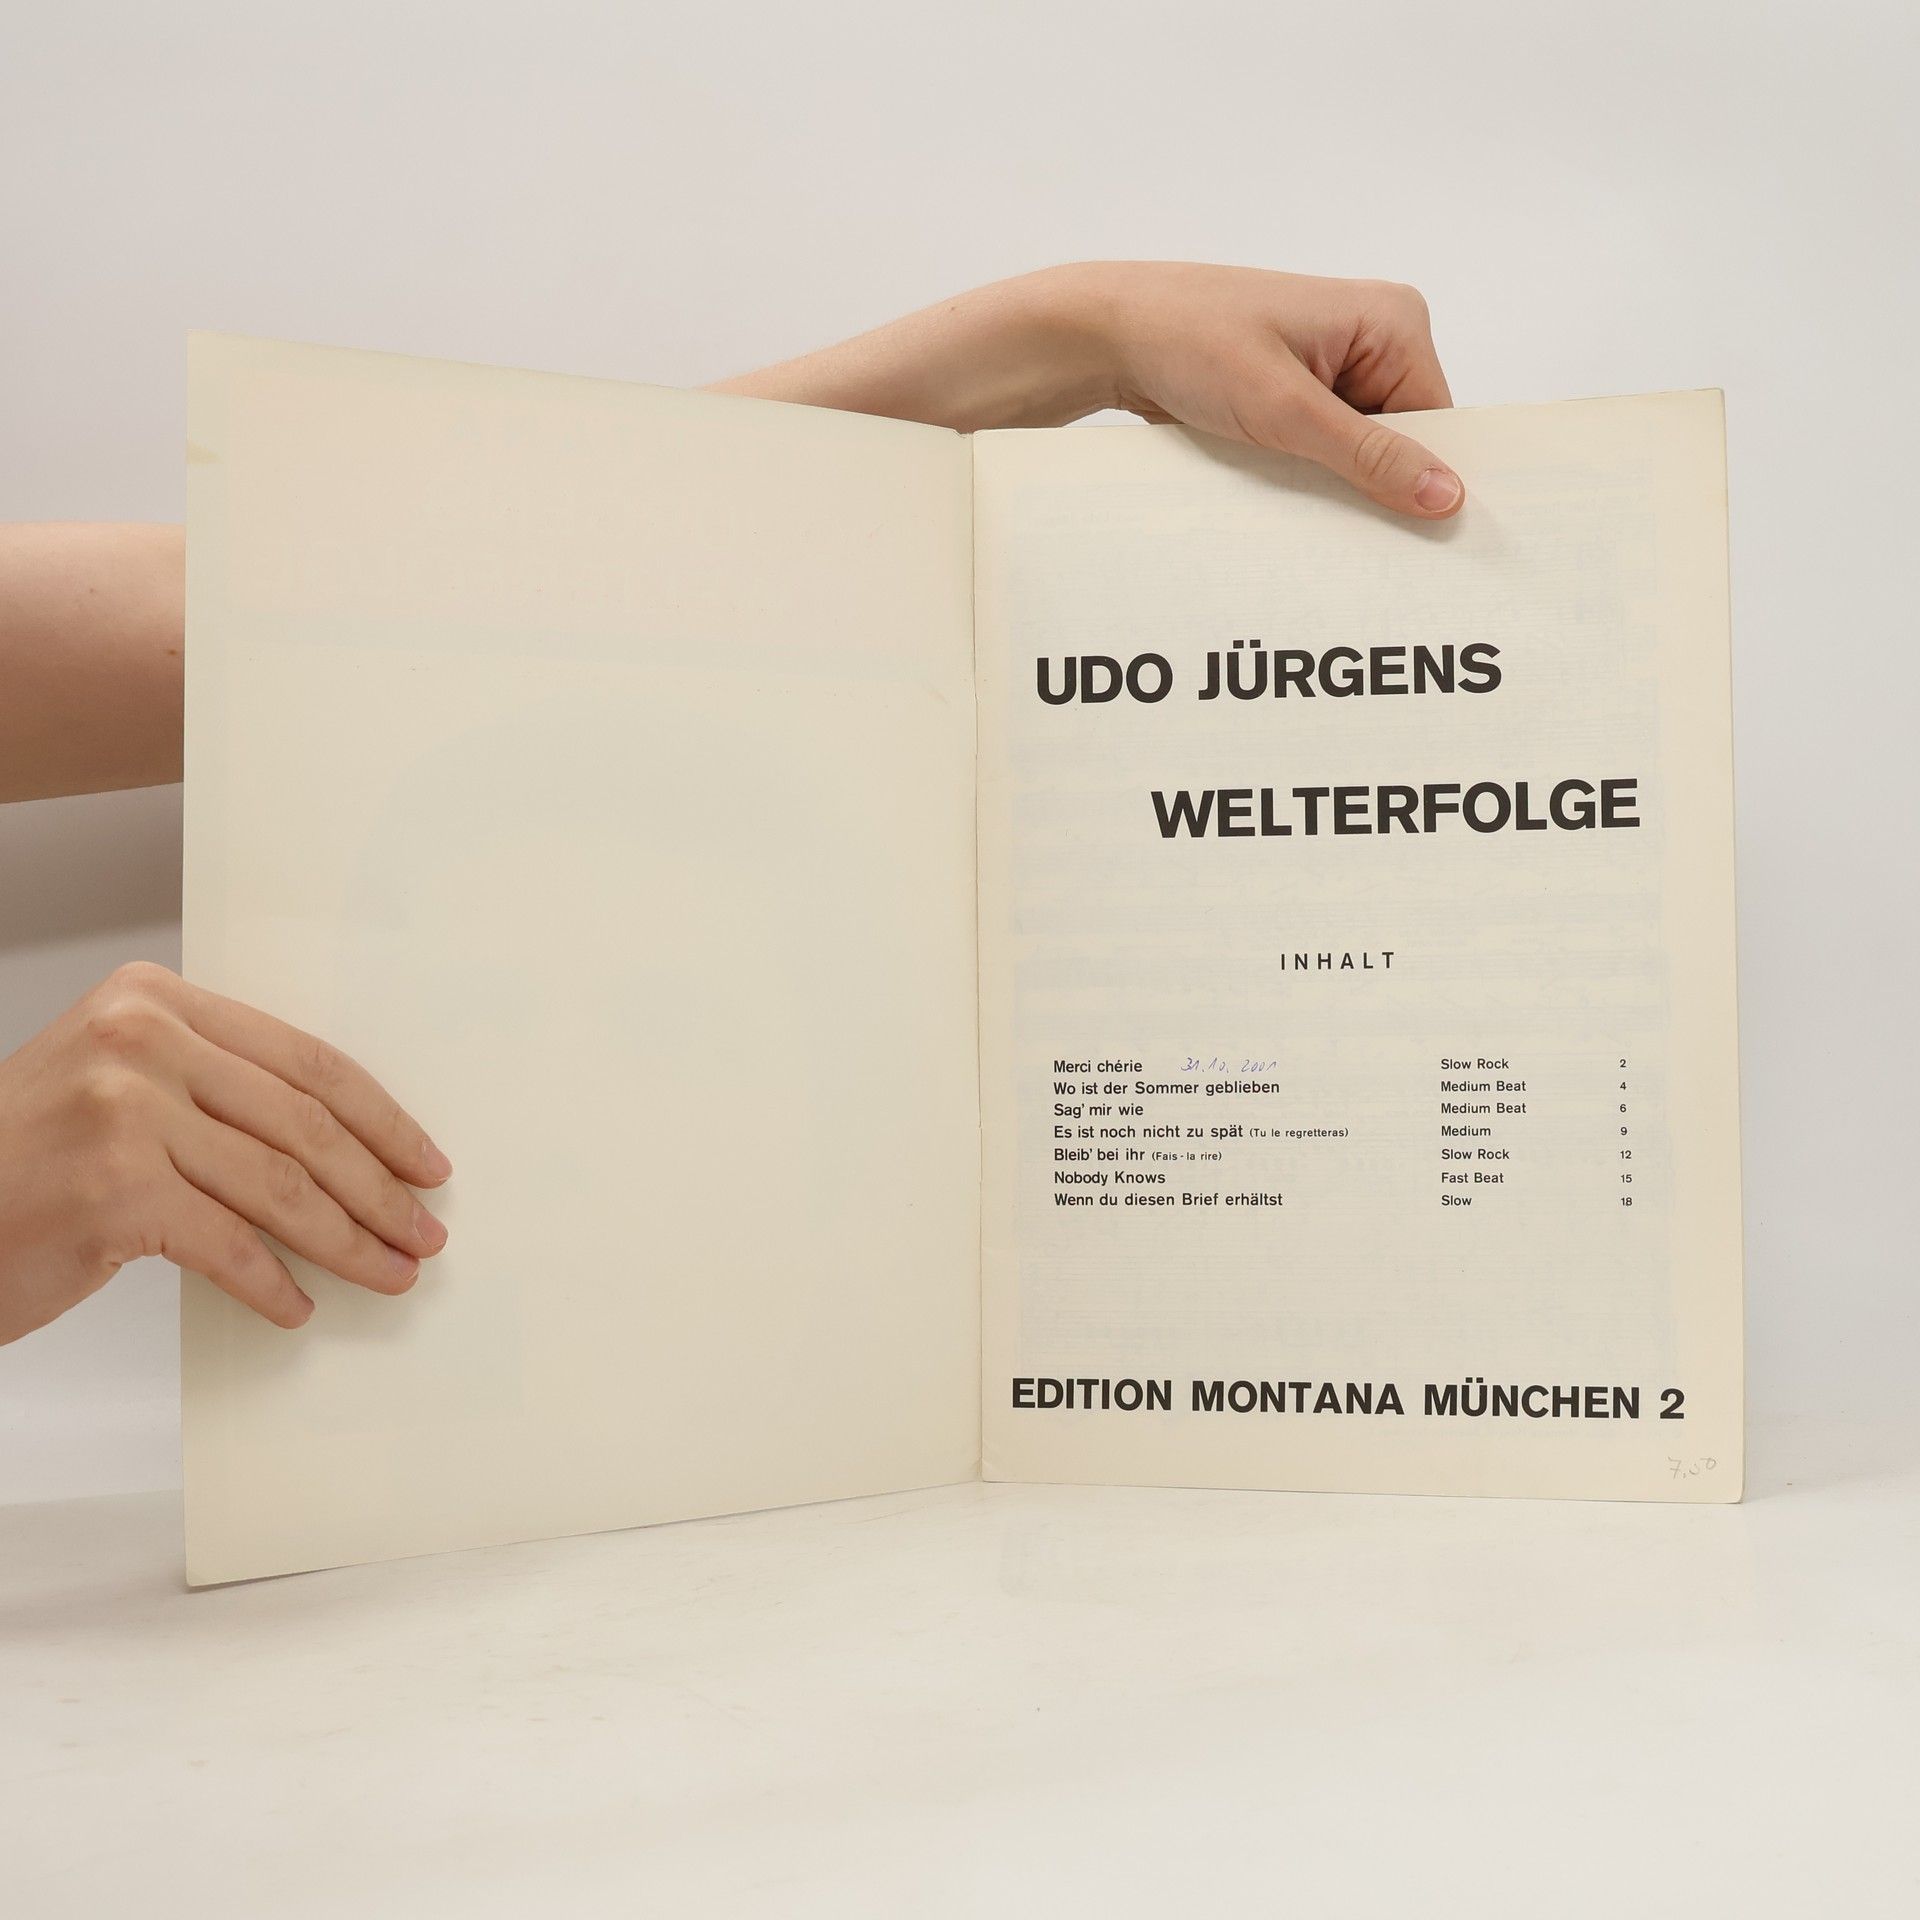 UDO JÜRGENS
WELTERFOLGE
INHALT
Merci chérie 31.10.2001 Slow Rock 2
Wo ist der Sommer geblieben Medium Beat 4
Sag' mir wie Medium Beat 6
Es ist noch nicht zu spät (Tu le regretteras) Medium 9
Bleib' bei ihr (Fais - la rire) Slow Rock 12
Nobody Knows Fast Beat 15
Wenn du diesen Brief erhältst Slow 18
EDITION MONTANA MÜNCHEN 2
7,50